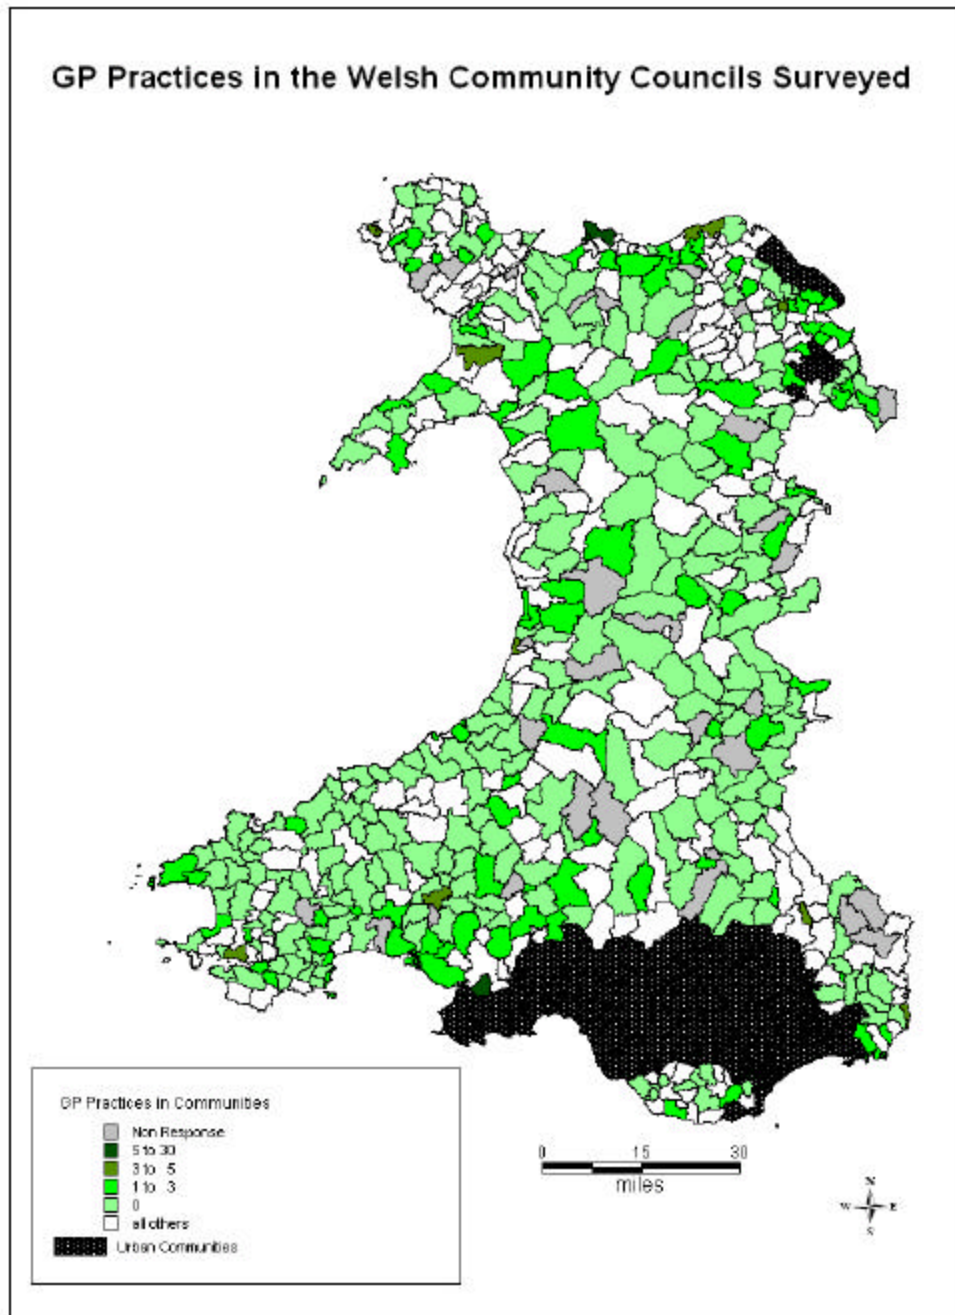 GP Practices in the Welsh Community Councils Surveyed
GP Practices in Communities
Non Response
5 to 30
3 to 5
1 to 3
0
all others
Urban Communities
0 15 30
miles
N
W E
S